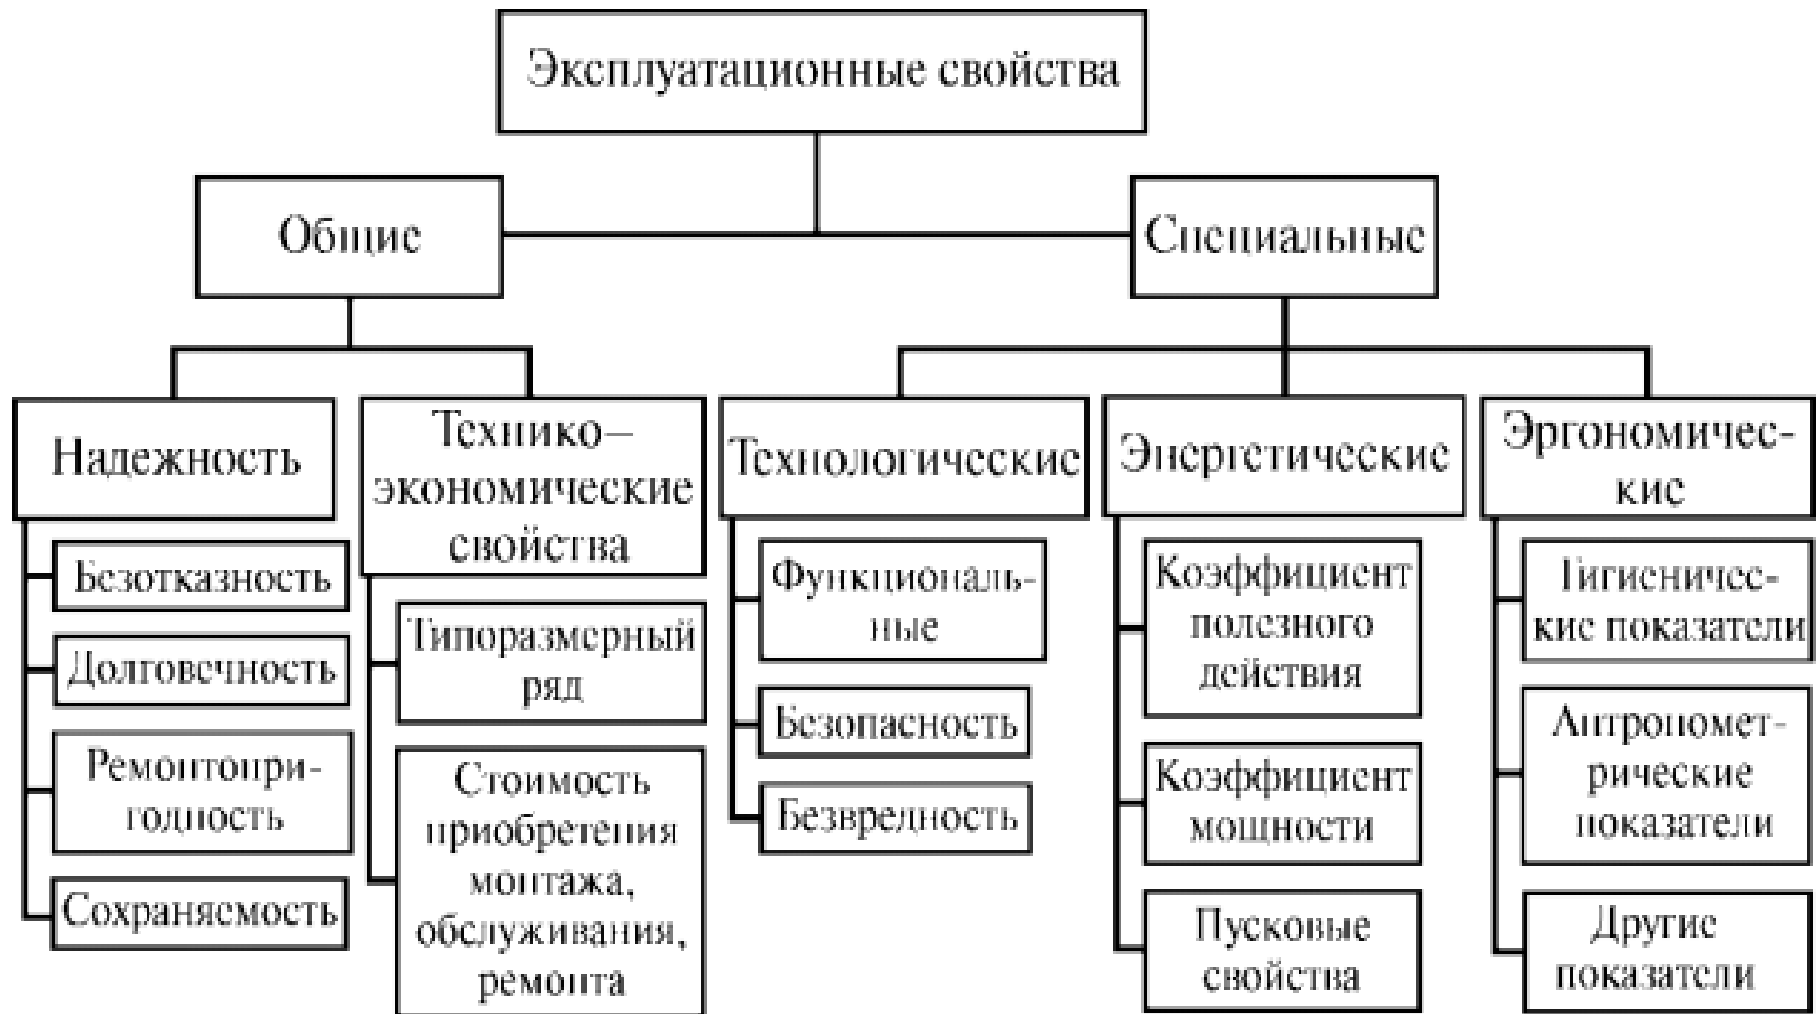 Эксплуатационные свойства
Общие
Специальные
Надежность
Технико–
экономические
свойства
Технологические
Энергетические
Эргономичес-
кие
Безотказность
Долговечность
Ремонтопри-
годность
Сохраняемость
Типоразмерный
ряд
Стоимость
приобретения
монтажа,
обслуживания,
ремонта
Функциональ-
ные
Безопасность
Безвредность
Коэффициент
полезного
действия
Коэффициент
мощности
Пусковые
свойства
Гигиеничес-
кие показатели
Антропомет-
рические
показатели
Другие
показатели